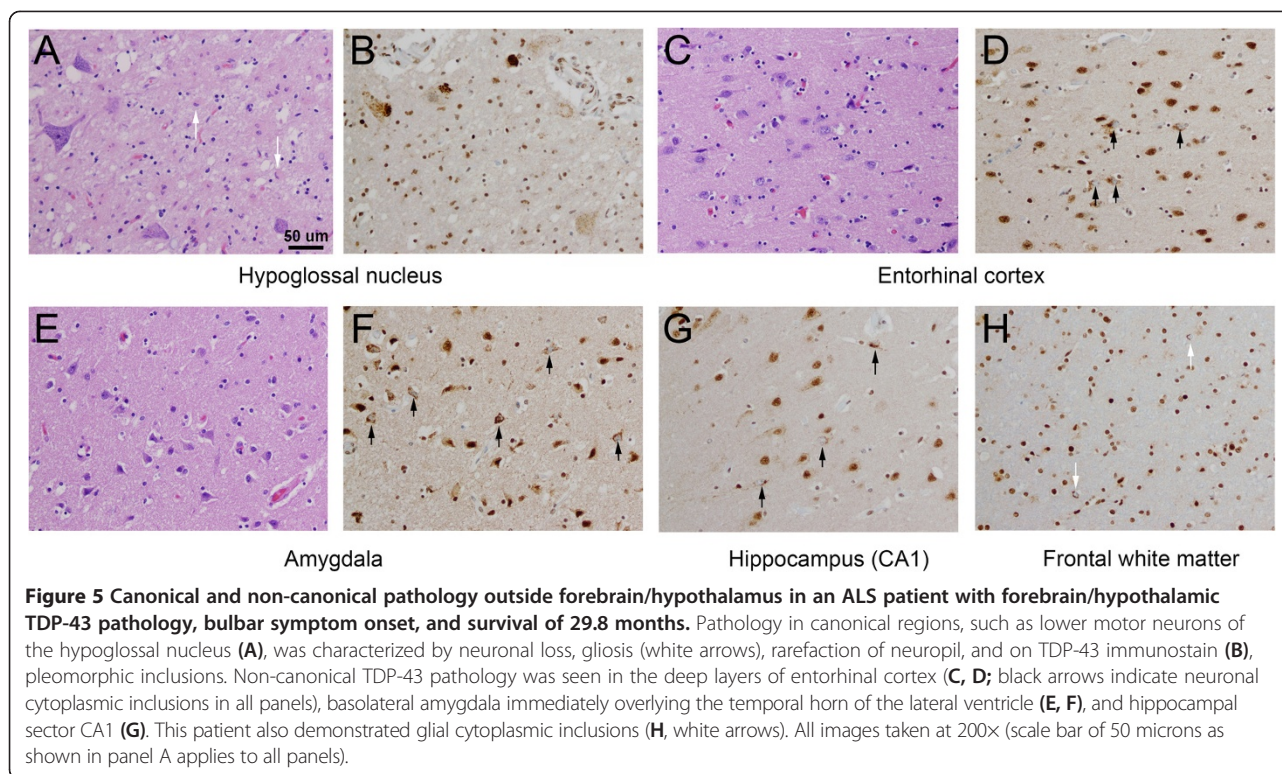 A
B
C
D
50 um
Hypoglossal nucleus
Entorhinal cortex
E
F
G
H
Amygdala
Hippocampus (CA1)
Frontal white matter
Figure 5 Canonical and non-canonical pathology outside forebrain/hypothalamus in an ALS patient with forebrain/hypothalamic
TDP-43 pathology, bulbar symptom onset, and survival of 29.8 months. Pathology in canonical regions, such as lower motor neurons of
the hypoglossal nucleus (A), was characterized by neuronal loss, gliosis (white arrows), rarefaction of neuropil, and on TDP-43 immunostain (B),
pleomorphic inclusions. Non-canonical TDP-43 pathology was seen in the deep layers of entorhinal cortex (C, D; black arrows indicate neuronal
cytoplasmic inclusions in all panels), basolateral amygdala immediately overlying the temporal horn of the lateral ventricle (E, F), and hippocampal
sector CA1 (G). This patient also demonstrated glial cytoplasmic inclusions (H, white arrows). All images taken at 200× (scale bar of 50 microns as
shown in panel A applies to all panels).